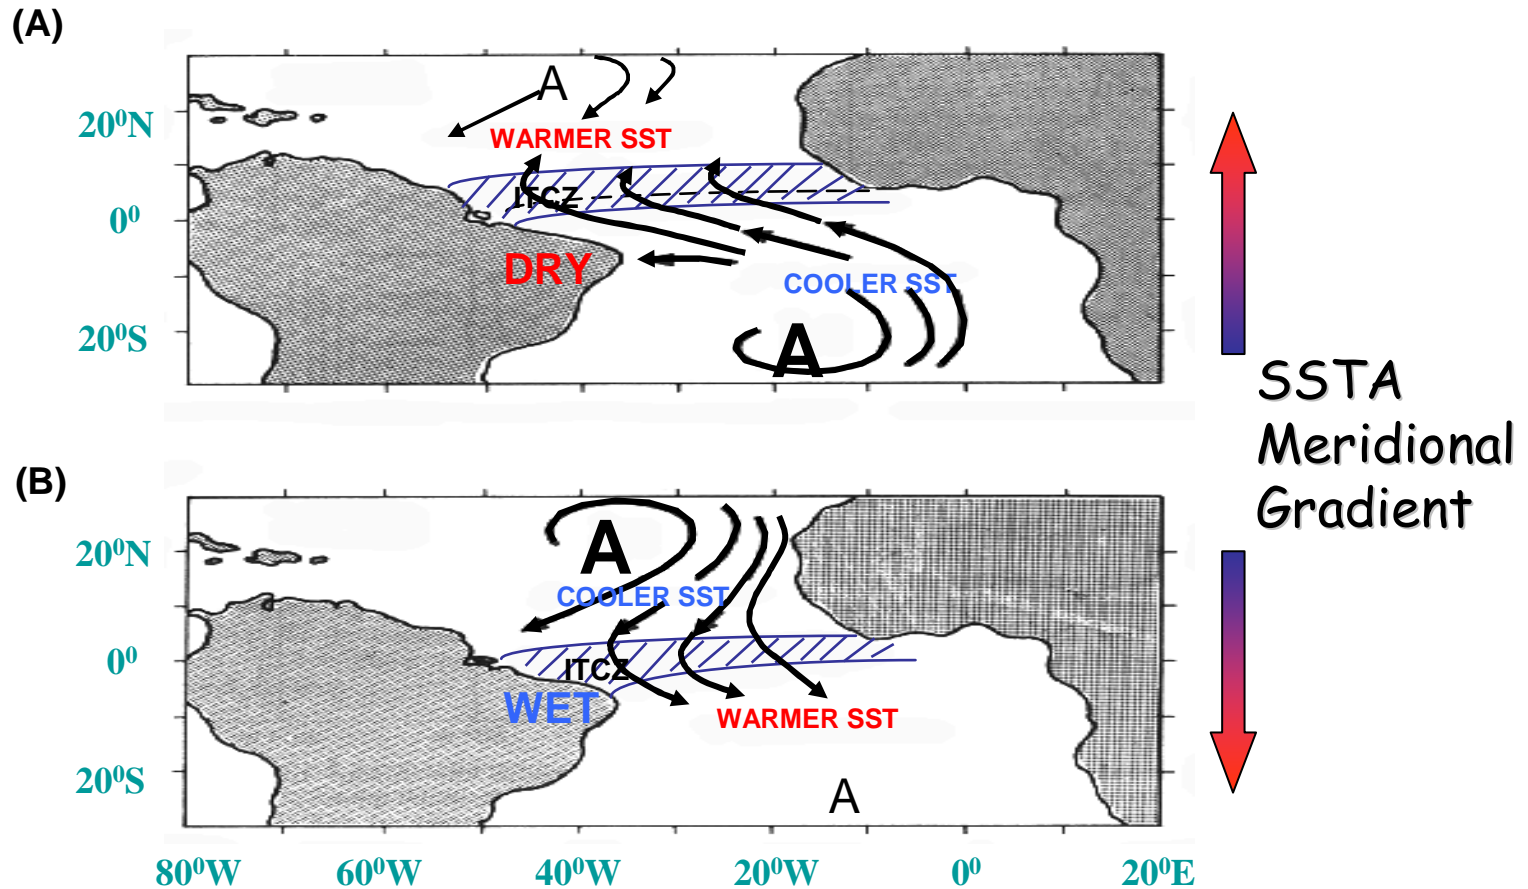 (A)
A
20⁰N
WARMER SST
ITCZ
0⁰
DRY
COOLER SST
20⁰S
A
SSTA
Meridional
Gradient
(B)
A
20⁰N
COOLER SST
0⁰
ITCZ
WET
WARMER SST
20⁰S
A
80⁰W 60⁰W 40⁰W 20⁰W 0⁰ 20⁰E